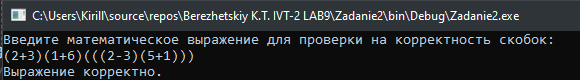 C:\Users\Kirill\source\repos\Berezhetskiy K.T. IVT-2 LAB9\Zadanie2\bin\Debug\Zadanie2.exe
Введите математическое выражение для проверки на корректность скобок:
(2+3)(1+6)(((2-3)(5+1)))
Выражение корректно.